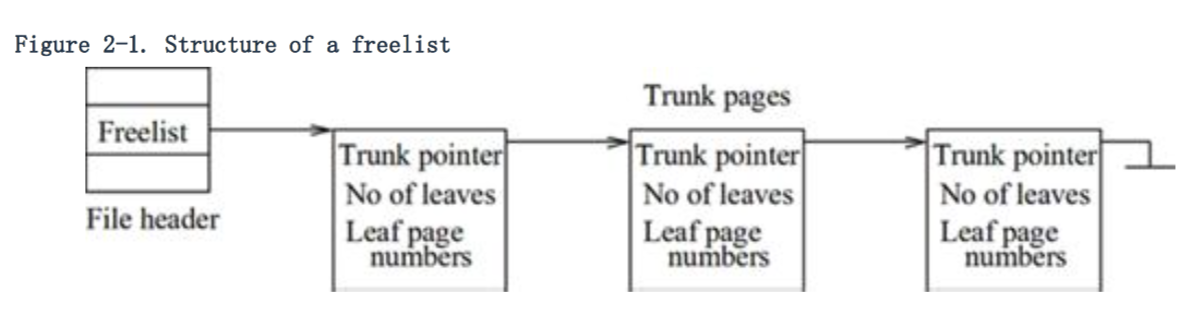 Figure 2-1. Structure of a freelist
Trunk pages
Freelist
File header
Trunk pointer
No of leaves
Leaf page
numbers
Trunk pointer
No of leaves
Leaf page
numbers
Trunk pointer
No of leaves
Leaf page
numbers